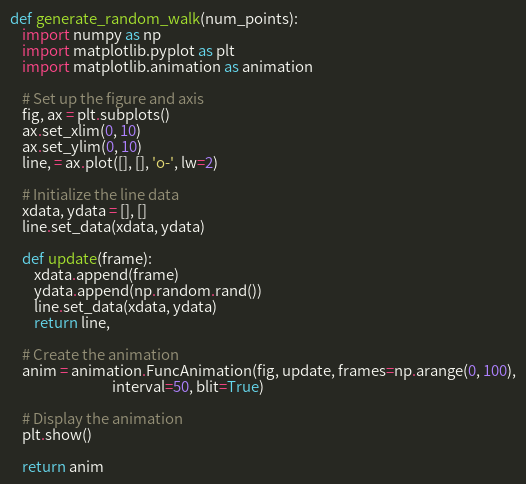 def generate_random_walk(num_points):
    import numpy as np
    import matplotlib.pyplot as plt
    import matplotlib.animation as animation

    # Set up the figure and axis
    fig, ax = plt.subplots()
    ax.set_xlim(0, 10)
    ax.set_ylim(0, 10)
    line, = ax.plot([], [], 'o-', lw=2)

    # Initialize the line data
    xdata, ydata = [], []
    line.set_data(xdata, ydata)

    def update(frame):
        xdata.append(frame)
        ydata.append(np.random.rand())
        line.set_data(xdata, ydata)
        return line,

    # Create the animation
    anim = animation.FuncAnimation(fig, update, frames=np.arange(0, 100),
                                   interval=50, blit=True)

    # Display the animation
    plt.show()

    return anim